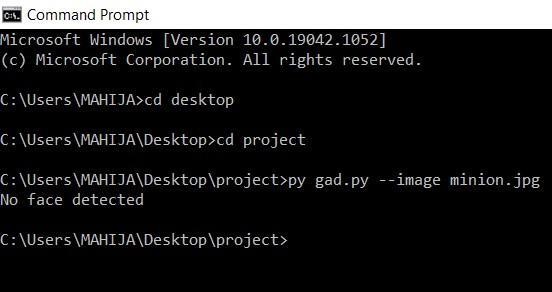 Command Prompt
Microsoft Windows [Version 10.0.19042.1052]
(c) Microsoft Corporation. All rights reserved.
C:\Users\MAHIJA>cd desktop
C:\Users\MAHIJA\Desktop>cd project
C:\Users\MAHIJA\Desktop\project>py gad.py --image minion.jpg
No face detected
C:\Users\MAHIJA\Desktop\project>